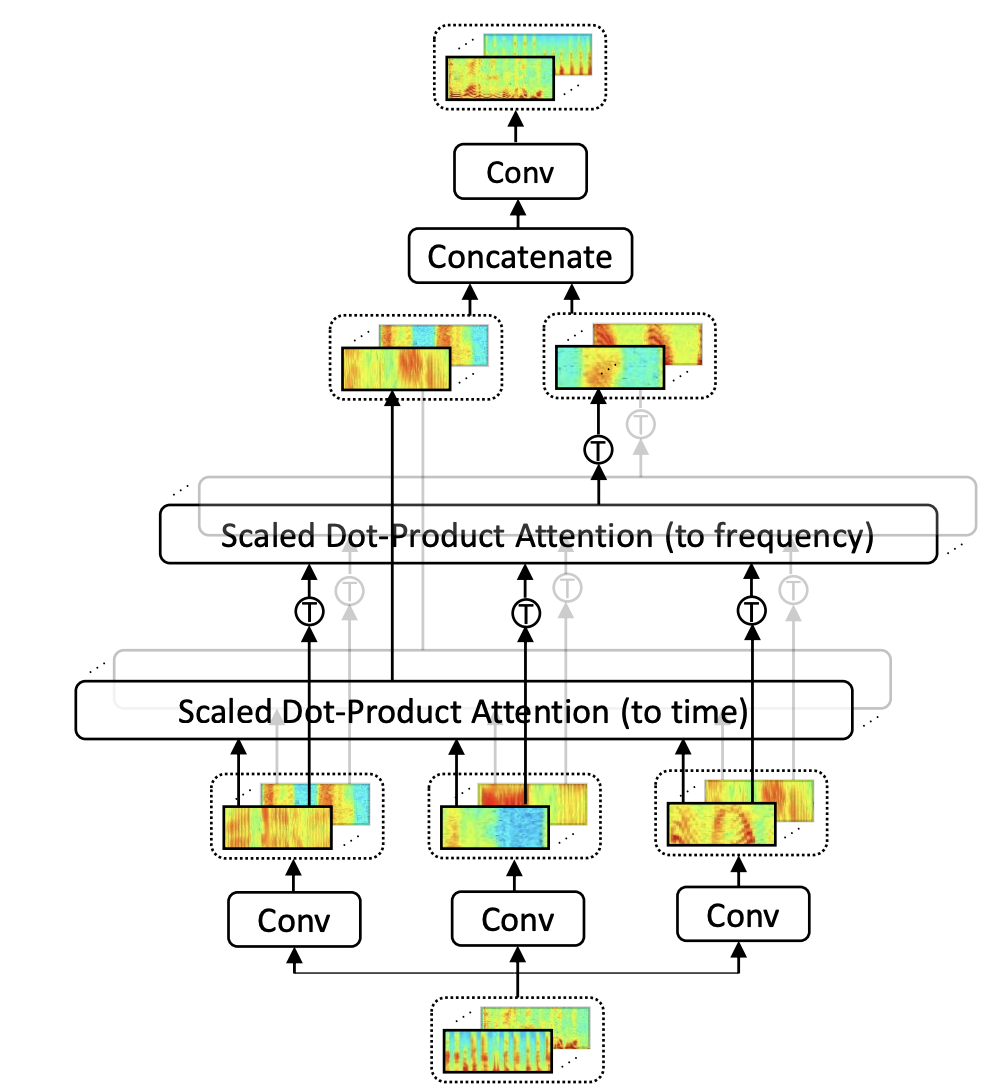 Conv
Concatenate
T
T
Scaled Dot-Product Attention (to frequency)
T
T
T
T
T
T
Scaled Dot-Product Attention (to time)
Conv
Conv
Conv